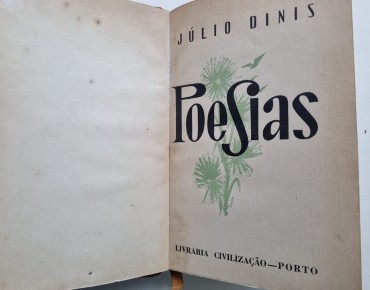 JÚLIO DINIS
PoeSias
LIVRARIA CIVILIZAÇÃO—PORTO